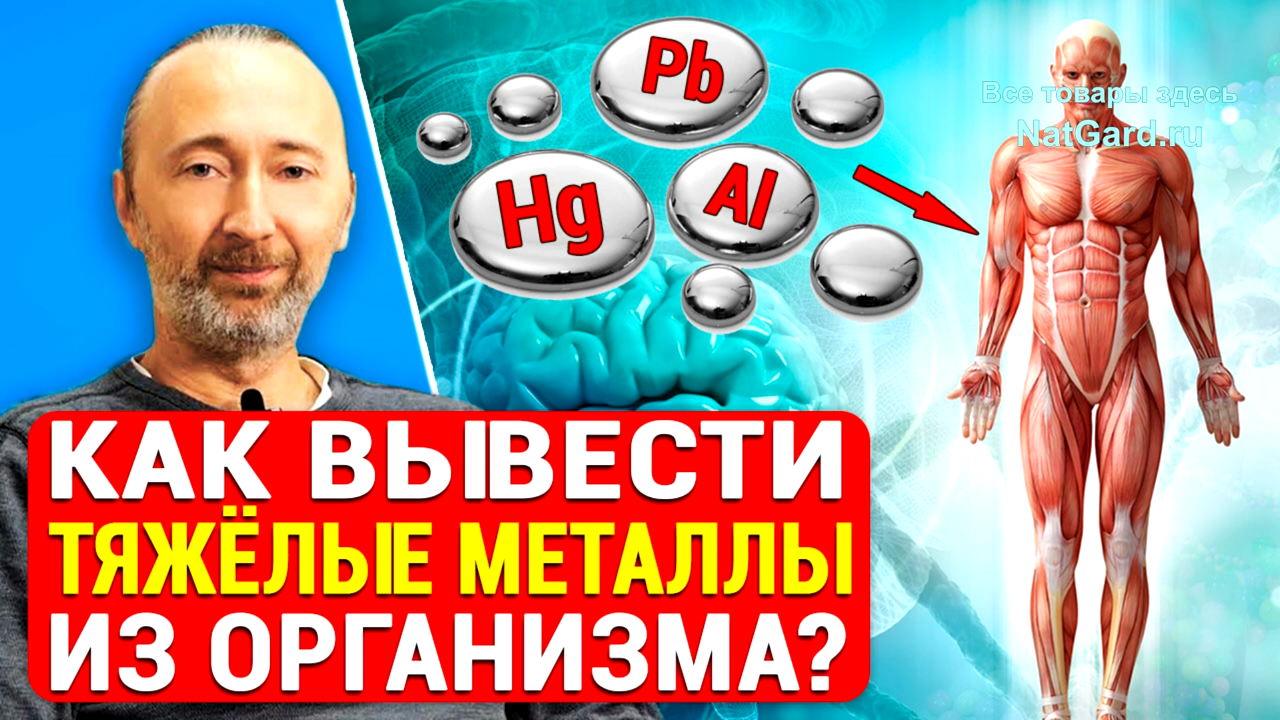 Pb
Hg
Al
Все товары здесь
NatGard.ru
КАК ВЫВЕСТИ
ТЯЖЁЛЫЕ МЕТАЛЛЫ
ИЗ ОРГАНИЗМА?